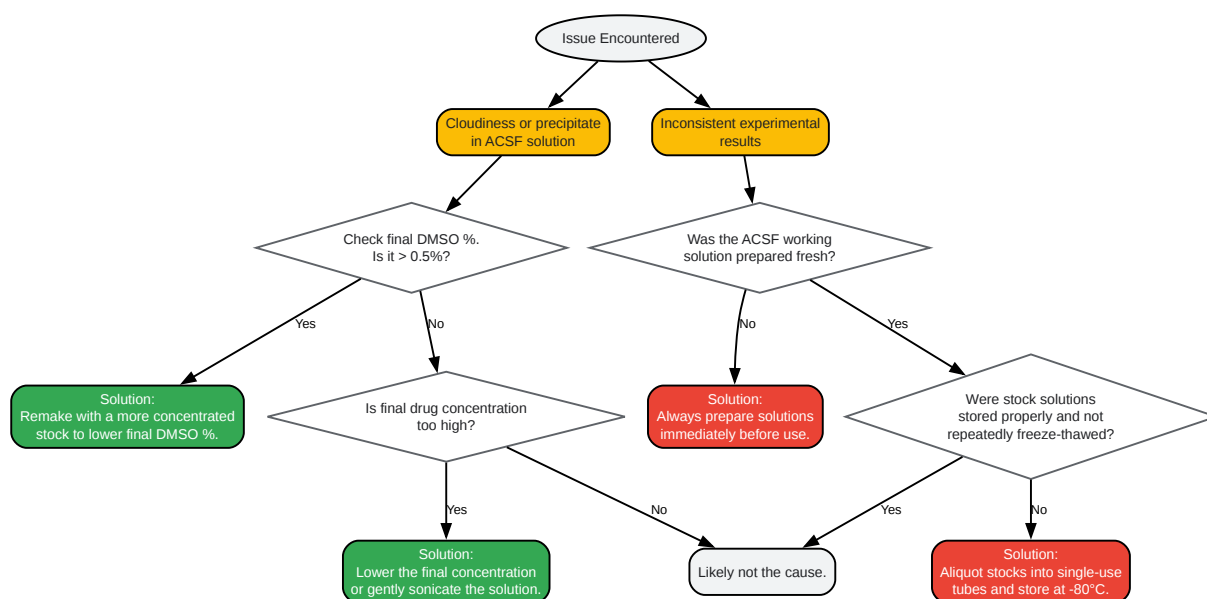 Issue Encountered
Cloudiness or precipitate
in ACSF solution
Inconsistent experimental
results
Check final DMSO %.
Is it > 0.5%?
Was the ACSF working
solution prepared fresh?
Yes
No
No
Yes
Solution:
Remake with a more concentrated
stock to lower final DMSO %.
Is final drug concentration
too high?
Solution:
Always prepare solutions
immediately before use.
Were stock solutions
stored properly and not
repeatedly freeze-thawed?
Yes
No
Yes
No
Solution:
Lower the final concentration
or gently sonicate the solution.
Likely not the cause.
Solution:
Aliquot stocks into single-use
tubes and store at -80°C.